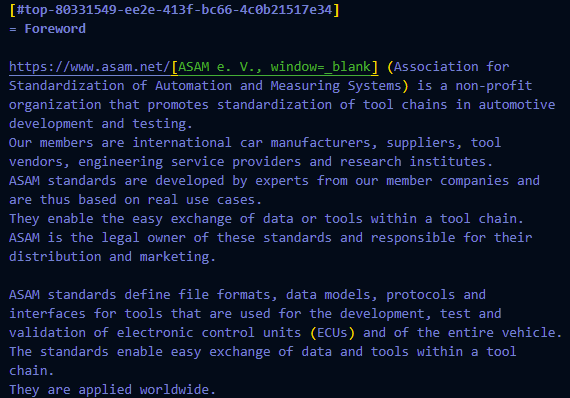 [#top-80331549-ee2e-413f-bc66-4c0b21517e34]
= Foreword
https://www.asam.net/[ASAM e. V., window=_blank] (Association for
Standardization of Automation and Measuring Systems) is a non-profit
organization that promotes standardization of tool chains in automotive
development and testing.
Our members are international car manufacturers, suppliers, tool
vendors, engineering service providers and research institutes.
ASAM standards are developed by experts from our member companies and
are thus based on real use cases.
They enable the easy exchange of data or tools within a tool chain.
ASAM is the legal owner of these standards and responsible for their
distribution and marketing.
ASAM standards define file formats, data models, protocols and
interfaces for tools that are used for the development, test and
validation of electronic control units (ECUs) and of the entire vehicle.
The standards enable easy exchange of data and tools within a tool
chain.
They are applied worldwide.